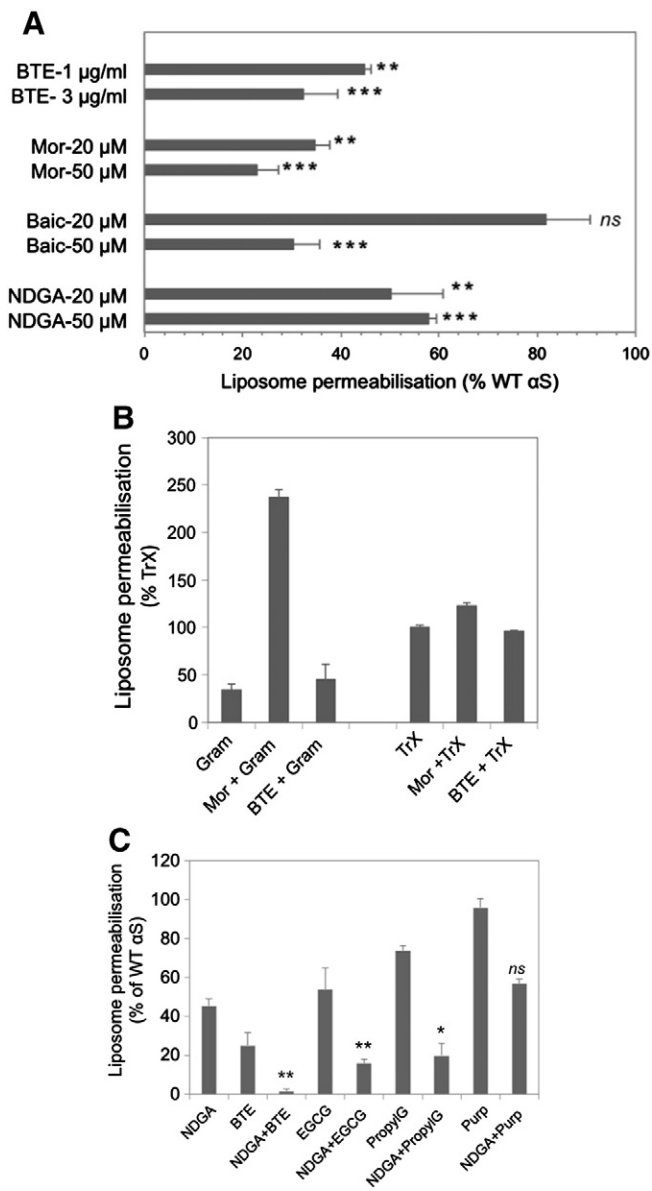 A
BTE-1 µg/ml
**
BTE- 3 µg/ml
***
Mor-20 µM
**
Mor-50 µM
***
Baic-20 µM
ns
Baic-50 µM
***
NDGA-20 µM
**
NDGA-50 µM
***
0 20 40 60 80 100
Liposome permeabilisation (% WT αS)
B
Liposome permeabilisation
(% TrX)
300
250
200
150
100
50
0
Gram
Mor + Gram
BTE + Gram
TrX
Mor +TrX
BTE + TrX
C
Liposome permeabilisation
(% of WT αS)
120
100
80
60
40
20
0
**
**
*
ns
NDGA
BTE
NDGA+BTE
EGCG
NDGA+EGCG
PropylG
NDGA+PropylG
Purp
NDGA+Purp